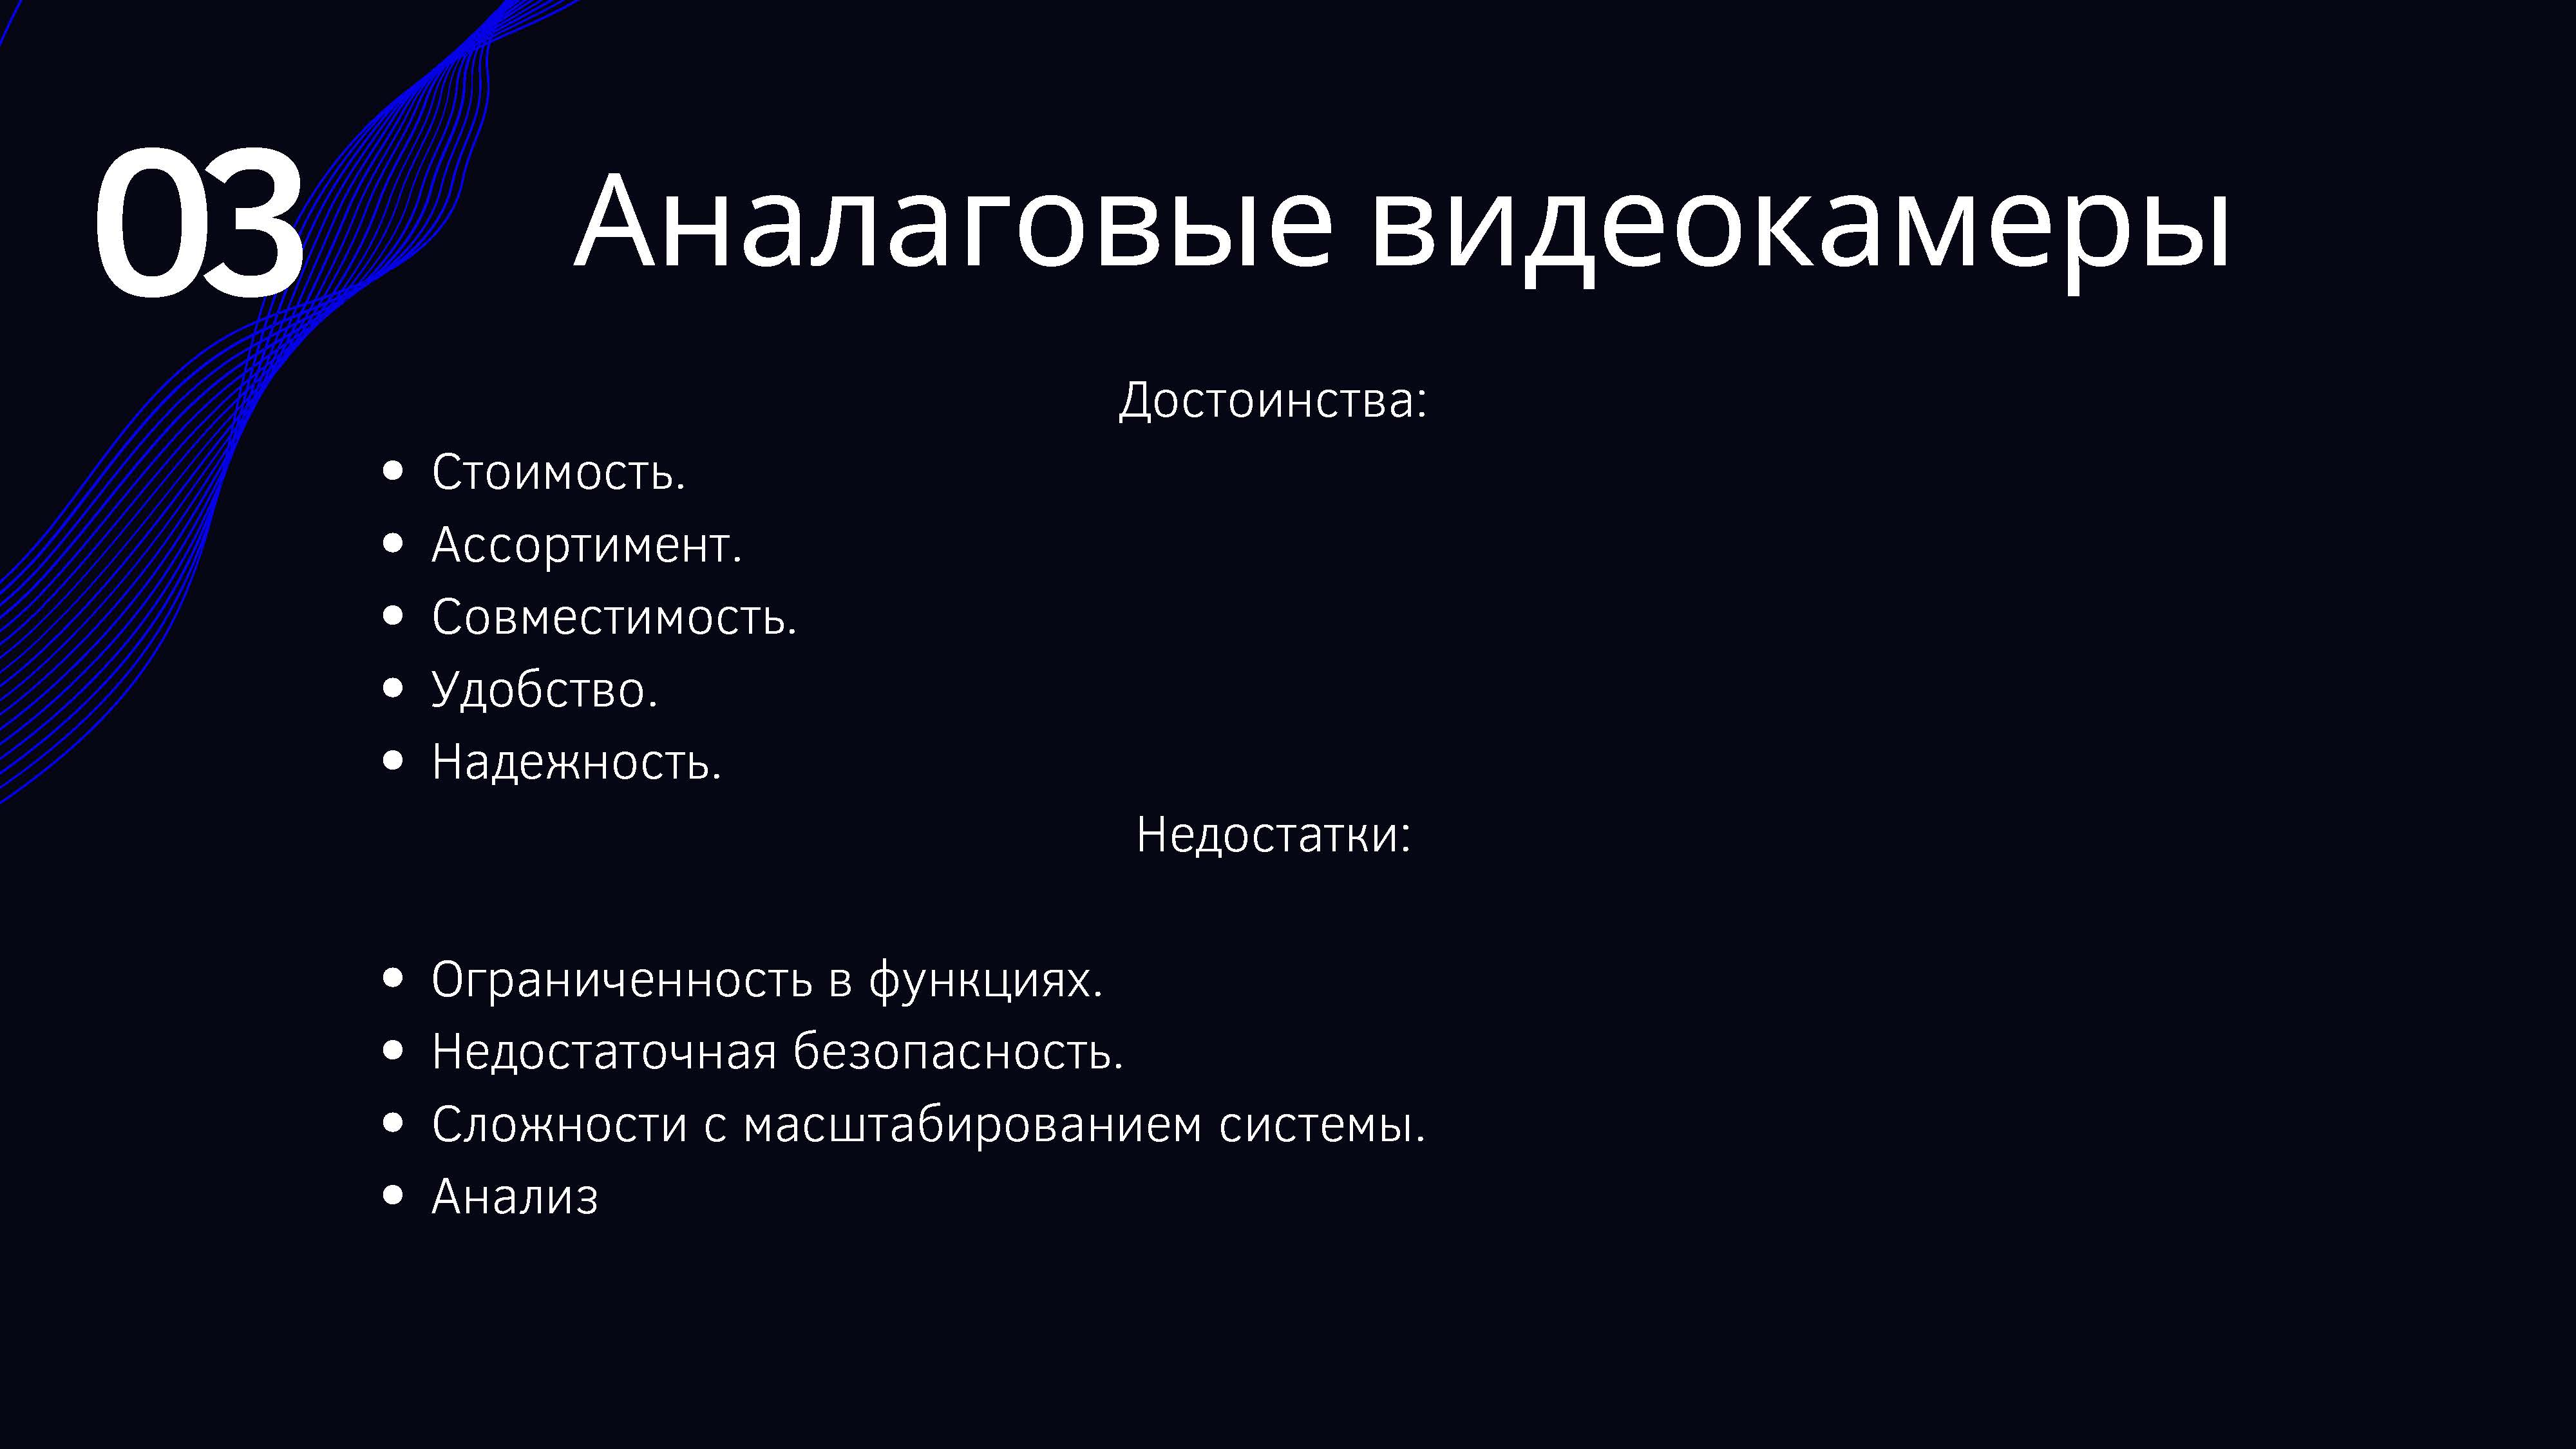 03
Аналаговые видеокамеры
Достоинства:
• Стоимость.
• Ассортимент.
• Совместимость.
• Удобство.
• Надежность.
Недостатки:
• Ограниченность в функциях.
• Недостаточная безопасность.
• Сложности с масштабированием системы.
• Анализ